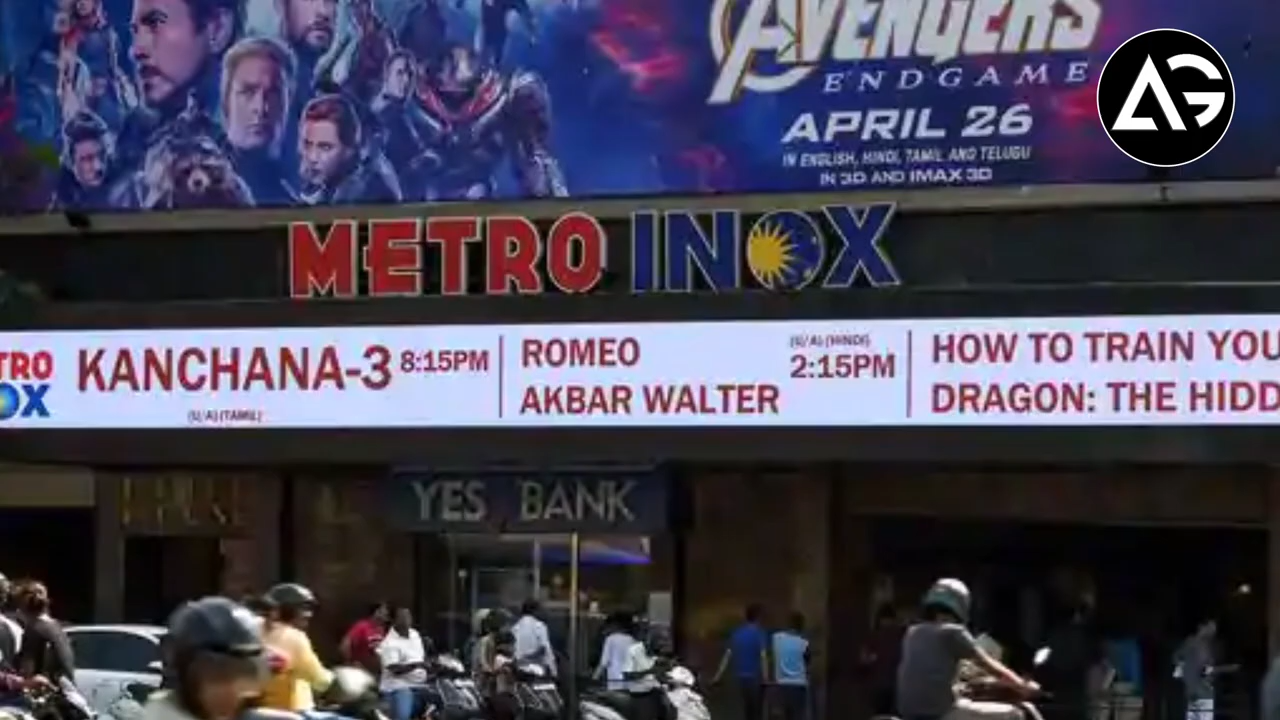 AVENGERS
ENDGAME
APRIL 26
IN ENGLISH, HINDI, TAMIL AND TELUGU
IN 3D AND IMAX 3D
AG
METRO INOX
TRO
OX
KANCHANA-3 8:15PM
(U/A)(TAMIL)
ROMEO
AKBAR WALTER
(U/A)(HINDI)
2:15PM
HOW TO TRAIN YOU
DRAGON: THE HIDD
YES BANK